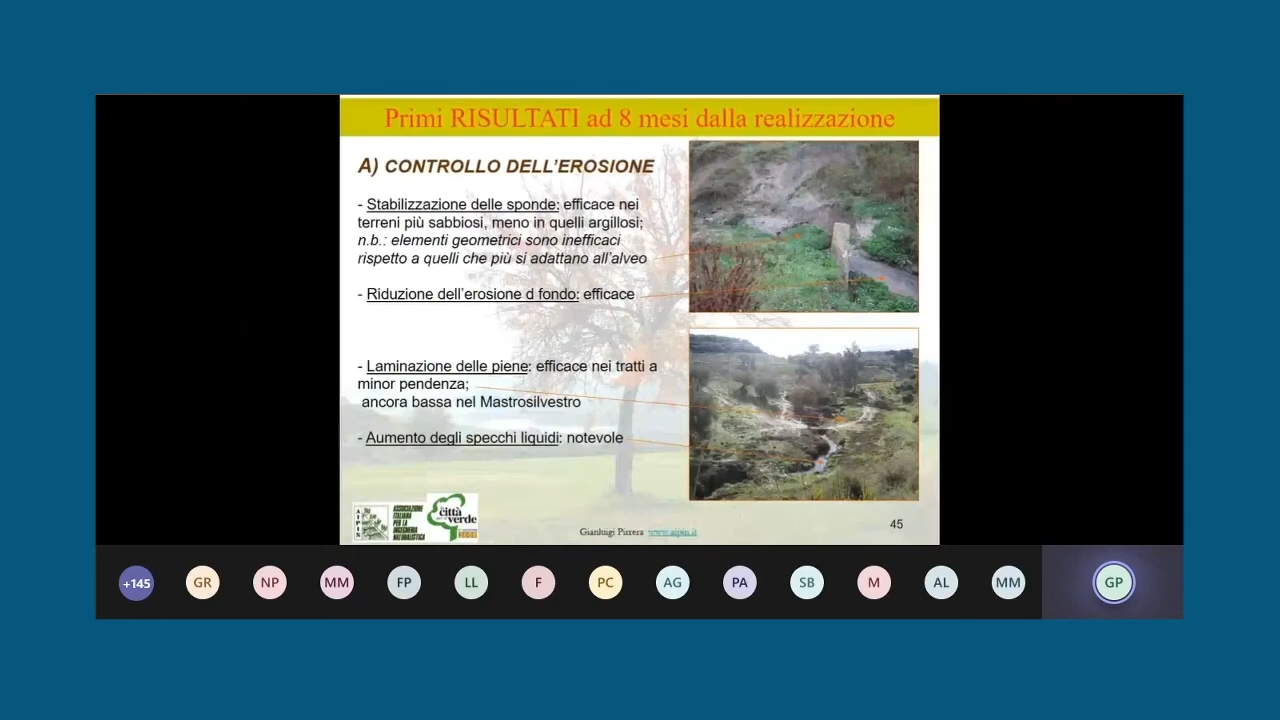 Primi RISULTATI ad 8 mesi dalla realizzazione
A) CONTROLLO DELL'EROSIONE
- Stabilizzazione delle sponde: efficace nei
terreni più sabbiosi, meno in quelli argillosi;
n.b.: elementi geometrici sono inefficaci
rispetto a quelli che più si adattano all'alveo
- Riduzione dell'erosione d fondo: efficace
- Laminazione delle piene: efficace nei tratti a
minor pendenza;
ancora bassa nel Mastrosilvestro
- Aumento degli specchi liquidi: notevole
AIPIN
ASSOCIAZIONE
ITALIANA
PER LA
INGEGNERIA
NATURALISTICA
città
verde
Gianluigi Pirrera www.aipin.it
45
+145 GR NP MM FP LL F PC AG PA SB M AL MM GP